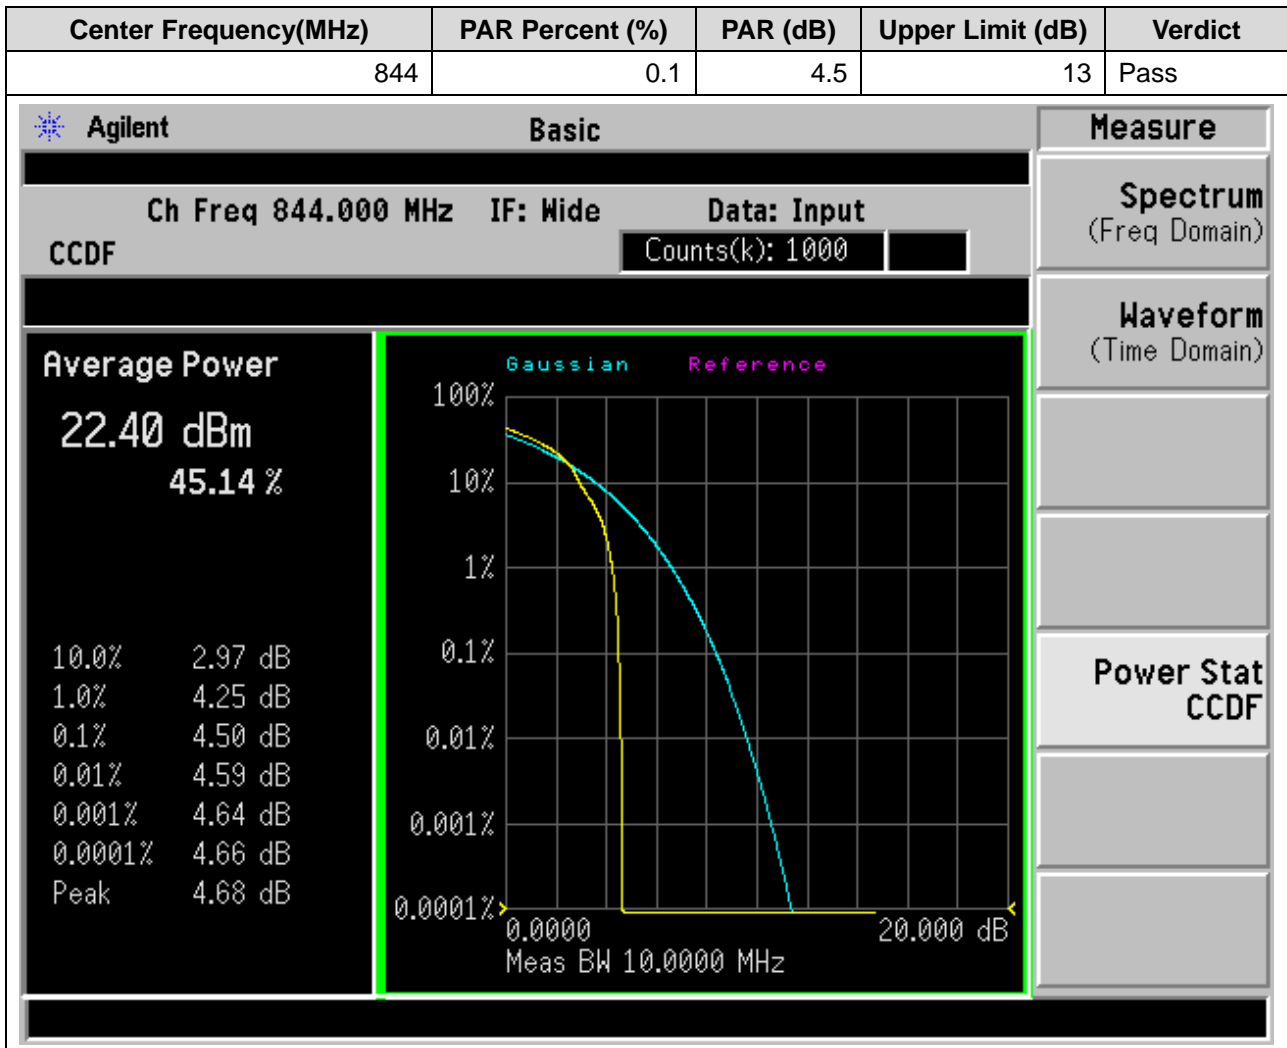 Center Frequency(MHz) PAR Percent (%) PAR (dB) Upper Limit (dB) Verdict
844 0.1 4.5 13 Pass
Agilent Basic Measure
Ch Freq 844.000 MHz IF: Wide Data: Input
CCDF Counts(k): 1000
Average Power
22.40 dBm
45.14 %
10.0% 2.97 dB
1.0% 4.25 dB
0.1% 4.50 dB
0.01% 4.59 dB
0.001% 4.64 dB
0.0001% 4.66 dB
Peak 4.68 dB
Gaussian Reference
100%
10%
1%
0.1%
0.01%
0.001%
0.0001%
0.0000 20.000 dB
Meas BW 10.0000 MHz
Spectrum
(Freq Domain)
Waveform
(Time Domain)
Power Stat
CCDF